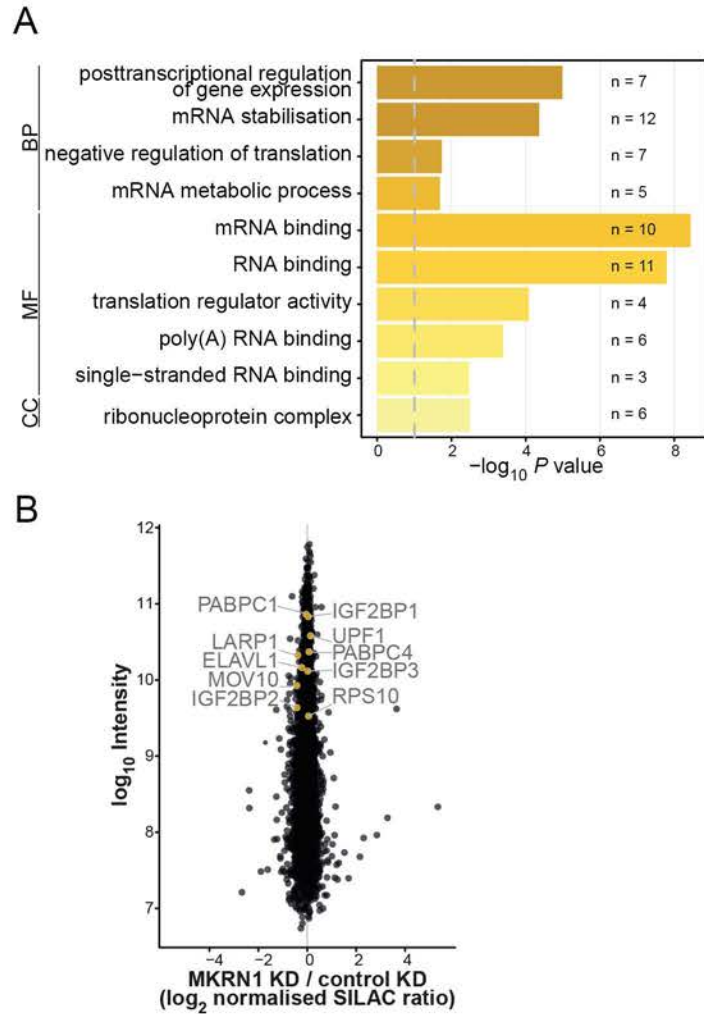 A
BP
posttranscriptional regulation
of gene expression
n = 7
mRNA stabilisation
n = 12
negative regulation of translation
n = 7
mRNA metabolic process
n = 5
MF
mRNA binding
n = 10
RNA binding
n = 11
translation regulator activity
n = 4
poly(A) RNA binding
n = 6
single−stranded RNA binding
n = 3
CC
ribonucleoprotein complex
n = 6
0 2 4 6 8
−log10 P value
B
log10 Intensity
12
11
10
9
8
7
PABPC1
IGF2BP1
UPF1
LARP1
PABPC4
ELAVL1
IGF2BP3
MOV10
IGF2BP2
RPS10
−4 −2 0 2 4
MKRN1 KD / control KD
(log2 normalised SILAC ratio)